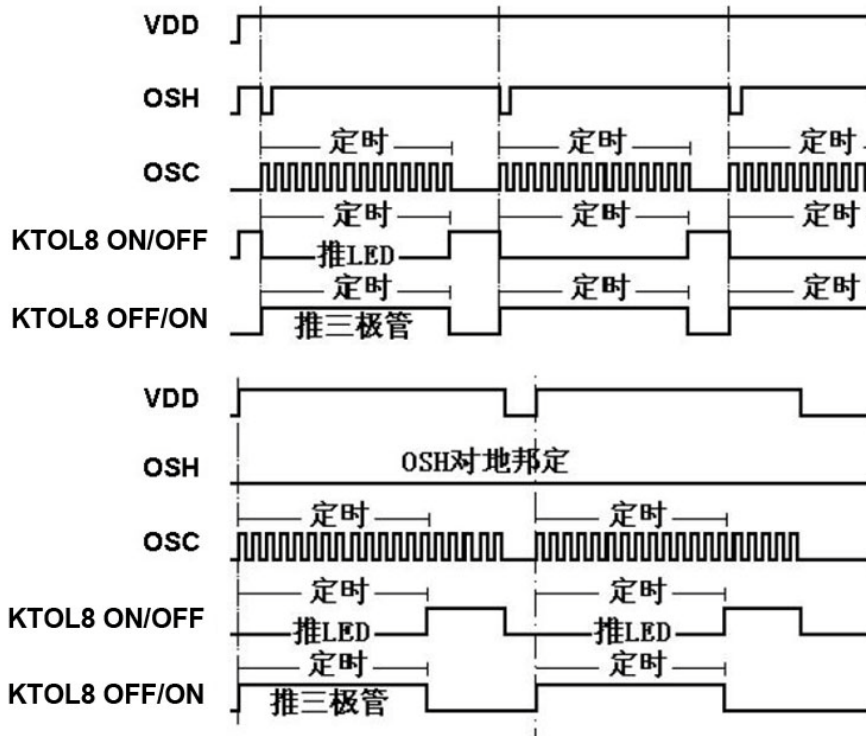 VDD
OSH
定时 定时 定时
OSC
定时 定时 定时
KTOL8 ON/OFF
推LED
定时 定时 定时
KTOL8 OFF/ON
推三极管
VDD
OSH OSH对地邦定
定时 定时
OSC
定时 定时
KTOL8 ON/OFF
推LED 推LED
定时 定时
KTOL8 OFF/ON
推三极管